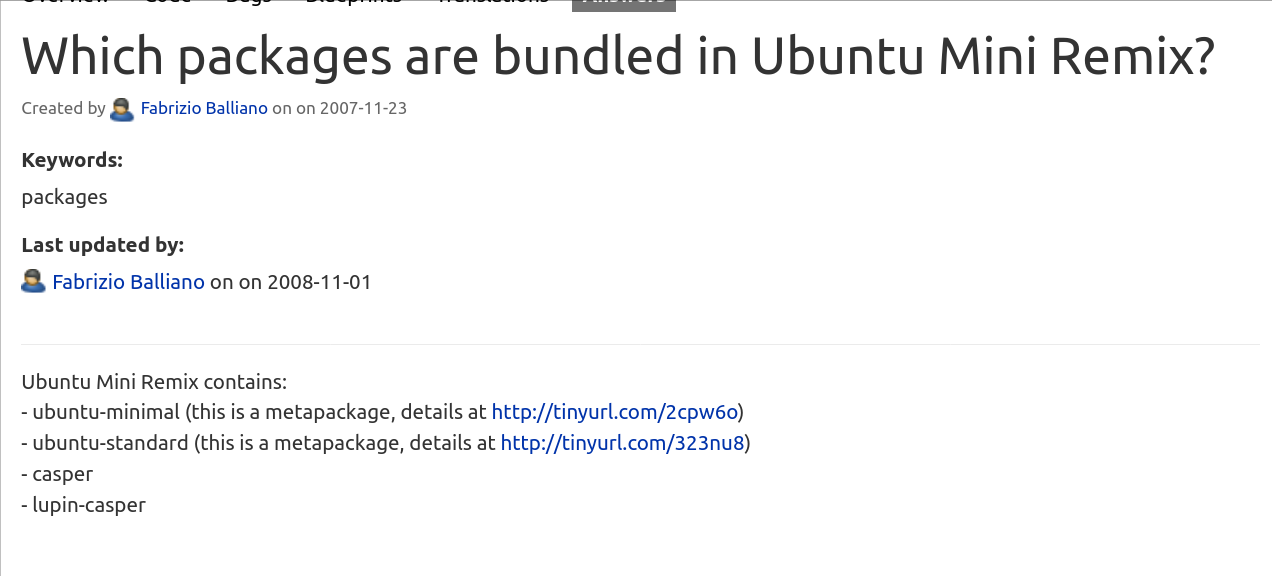 Overview Code Bugs Blueprints Translations Answers
Which packages are bundled in Ubuntu Mini Remix?
Created by Fabrizio Balliano on on 2007-11-23
Keywords:
packages
Last updated by:
Fabrizio Balliano on on 2008-11-01
Ubuntu Mini Remix contains:
- ubuntu-minimal (this is a metapackage, details at http://tinyurl.com/2cpw6o)
- ubuntu-standard (this is a metapackage, details at http://tinyurl.com/323nu8)
- casper
- lupin-casper